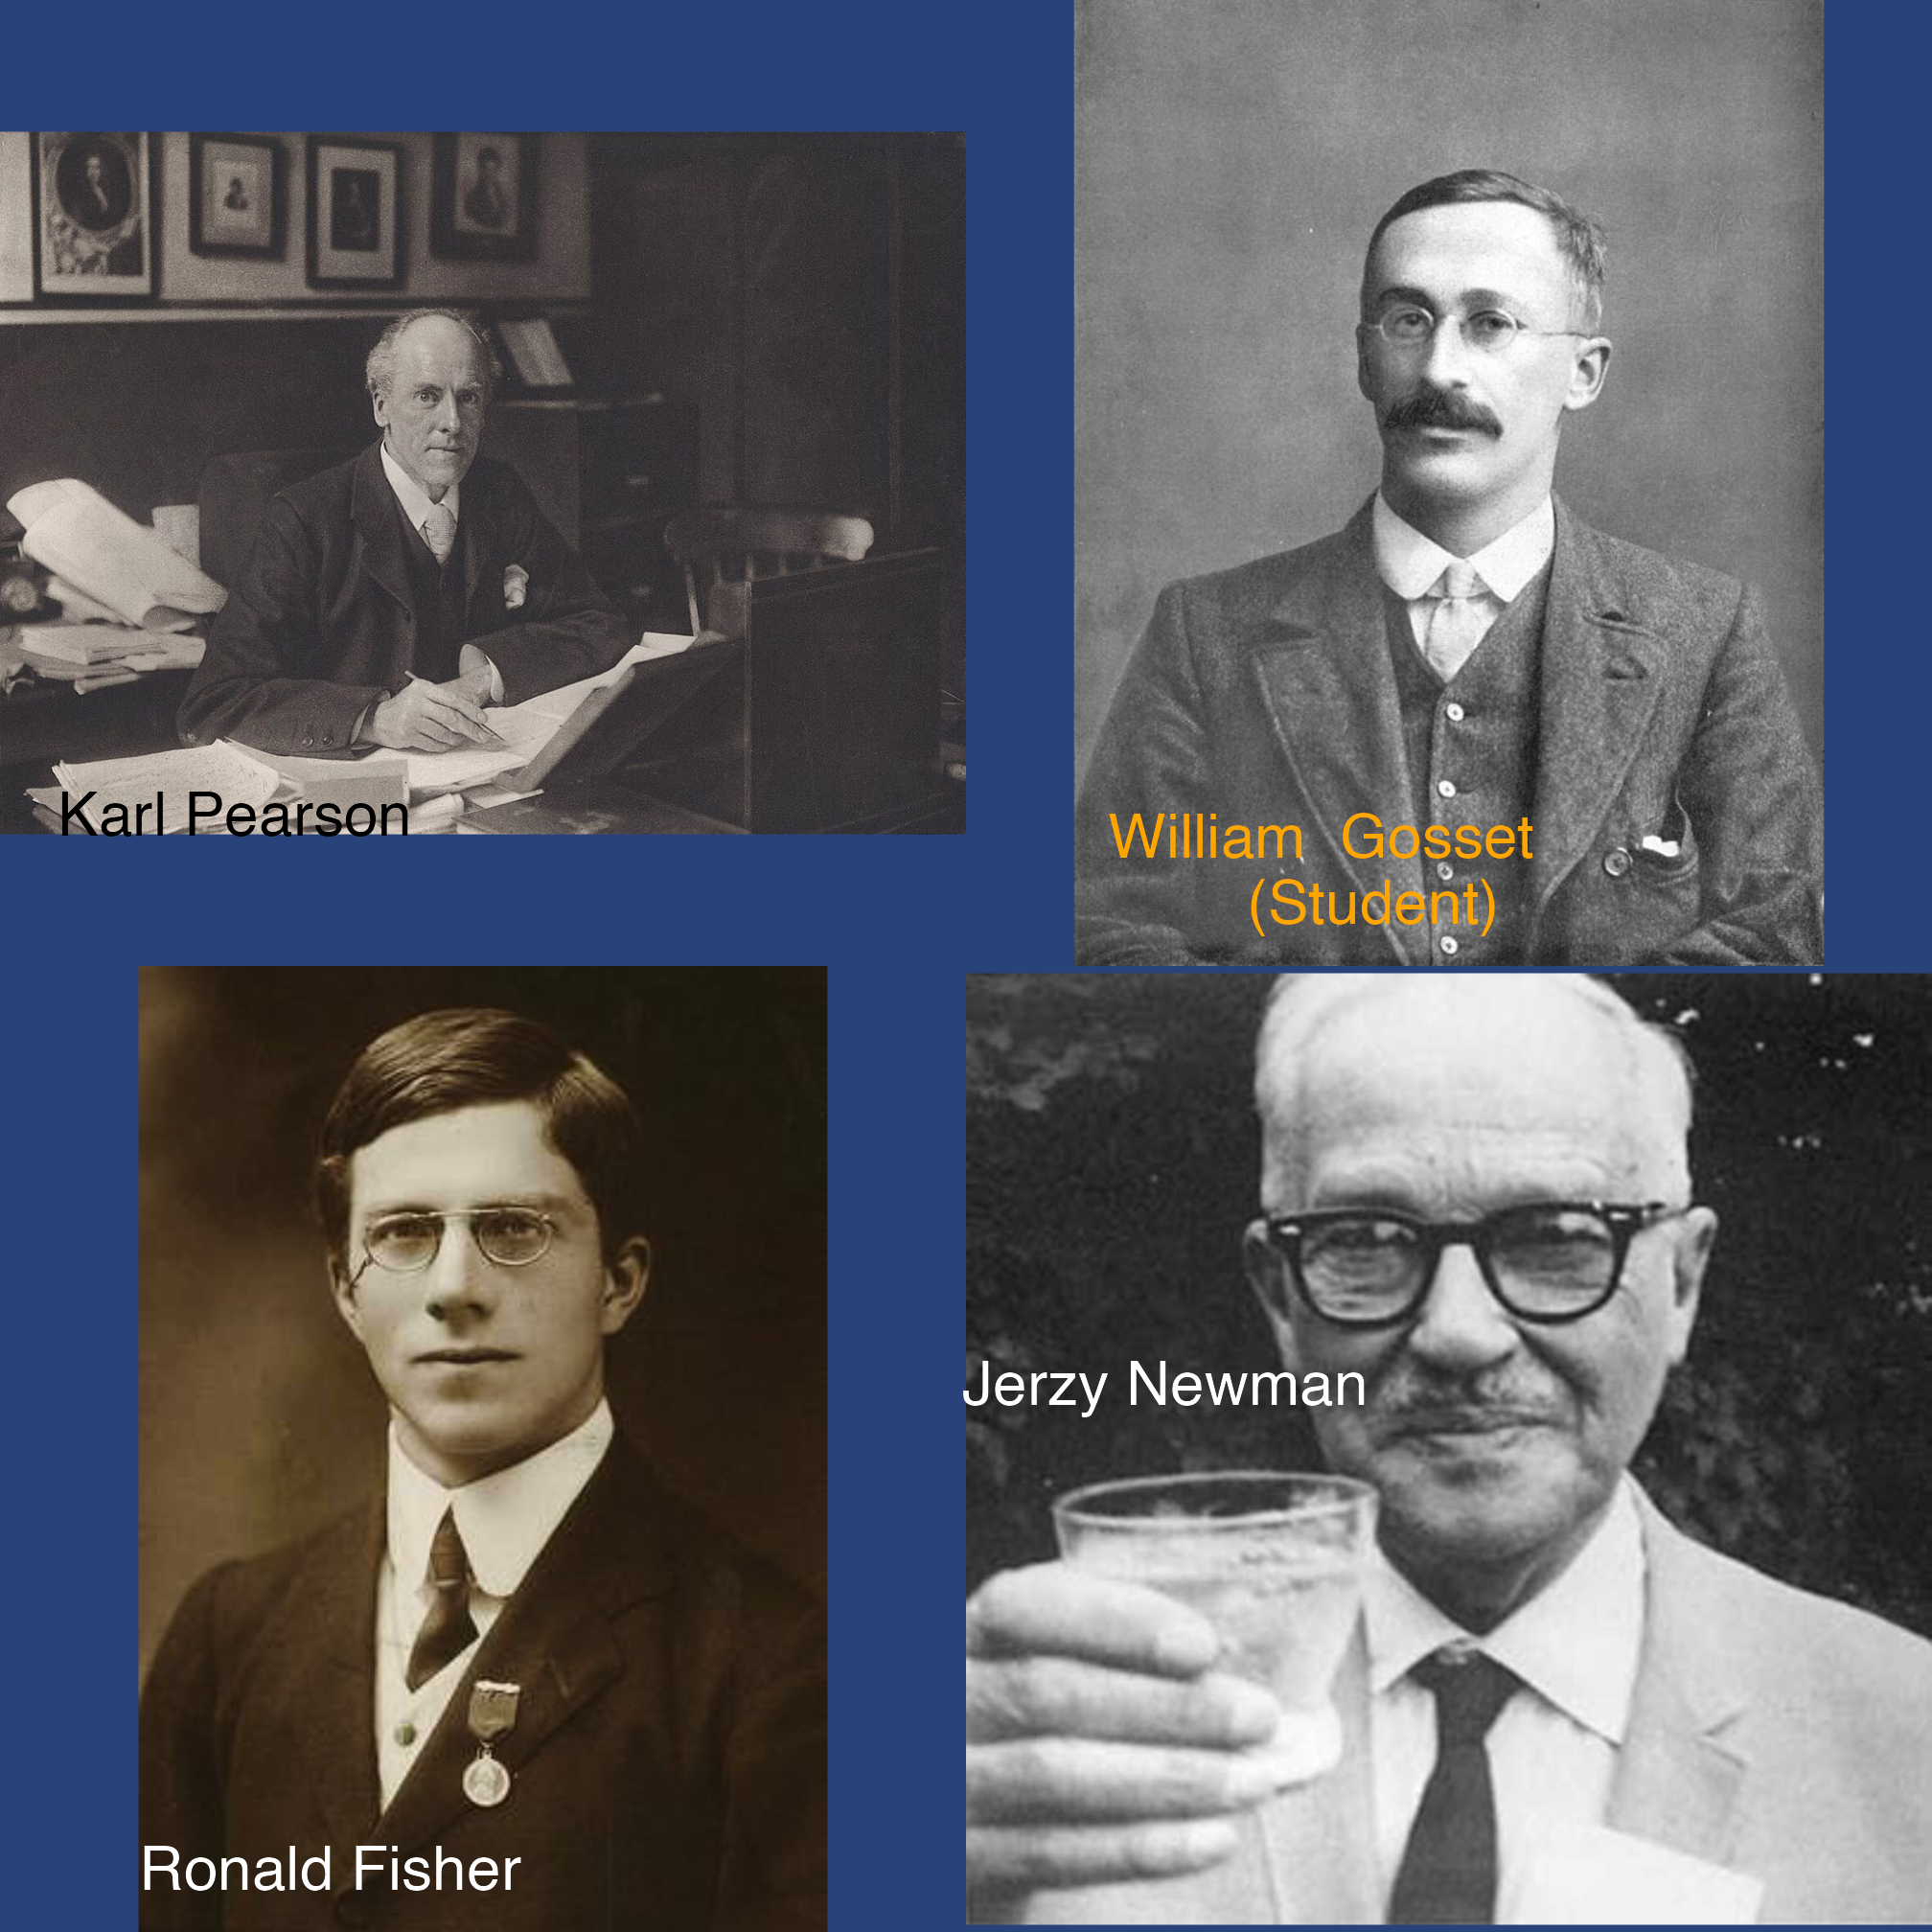 Karl Pearson
William  Gosset
(Student)
Ronald Fisher
Jerzy Newman